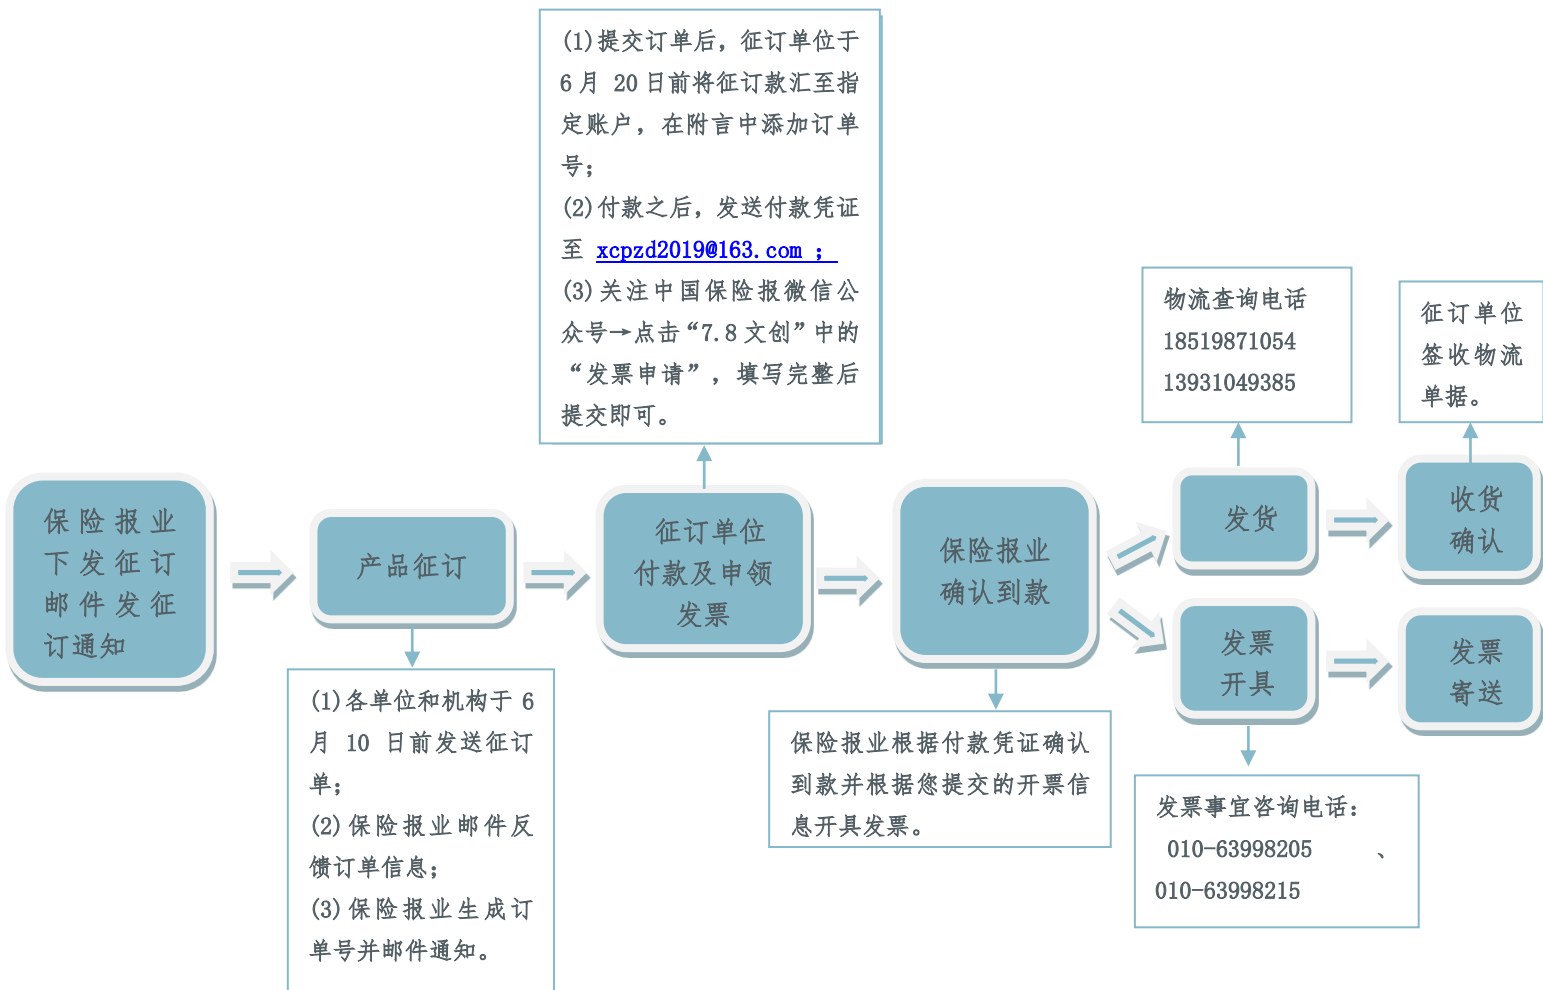 (1)提交订单后，征订单位于
6月 20日前将征订款汇至指
定账户，在附言中添加订单
号；
(2)付款之后，发送付款凭证
至 xcpzd2019@163.com ；
(3)关注中国保险报微信公
众号→点击“7.8文创”中的
“发票申请”，填写完整后
提交即可。
物流查询电话
18519871054
13931049385
征订单位
签收物流
单据。
保险报业
下发征订
邮件发征
订通知
产品征订
征订单位
付款及申领
发票
保险报业
确认到款
发货
收货
确认
发票
开具
发票
寄送
(1)各单位和机构于 6
月 10 日前发送征订
单；
(2)保险报业邮件反
馈订单信息；
(3)保险报业生成订
单号并邮件通知。
保险报业根据付款凭证确认
到款并根据您提交的开票信
息开具发票。
发票事宜咨询电话：
010-63998205 、
010-63998215